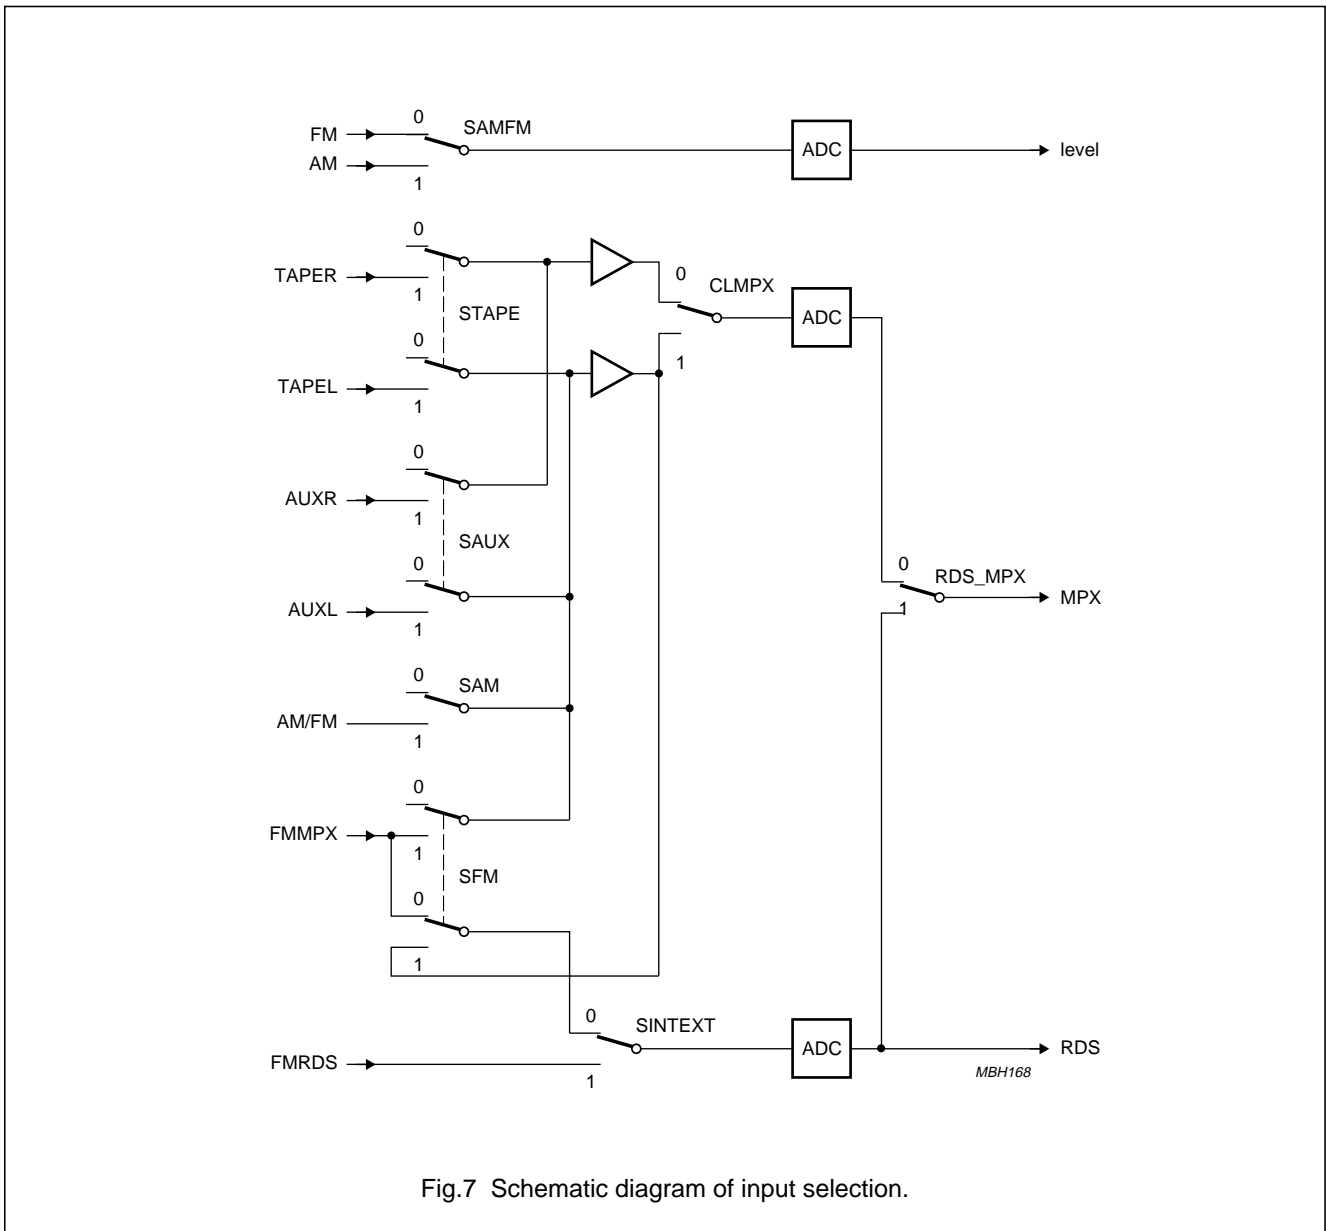 0
FM
SAMFM
ADC
level
AM
1
0
TAPER
1
STAPE
0
CLMPX
ADC
0
TAPEL
1
1
0
AUXR
1
SAUX
0
AUXL
1
0
RDS_MPX
MPX
1
0
SAM
AM/FM
1
0
FMMPX
1
SFM
0
1
0
SINTEXT
ADC
RDS
FMRDS
1
MBH168
Fig.7 Schematic diagram of input selection.